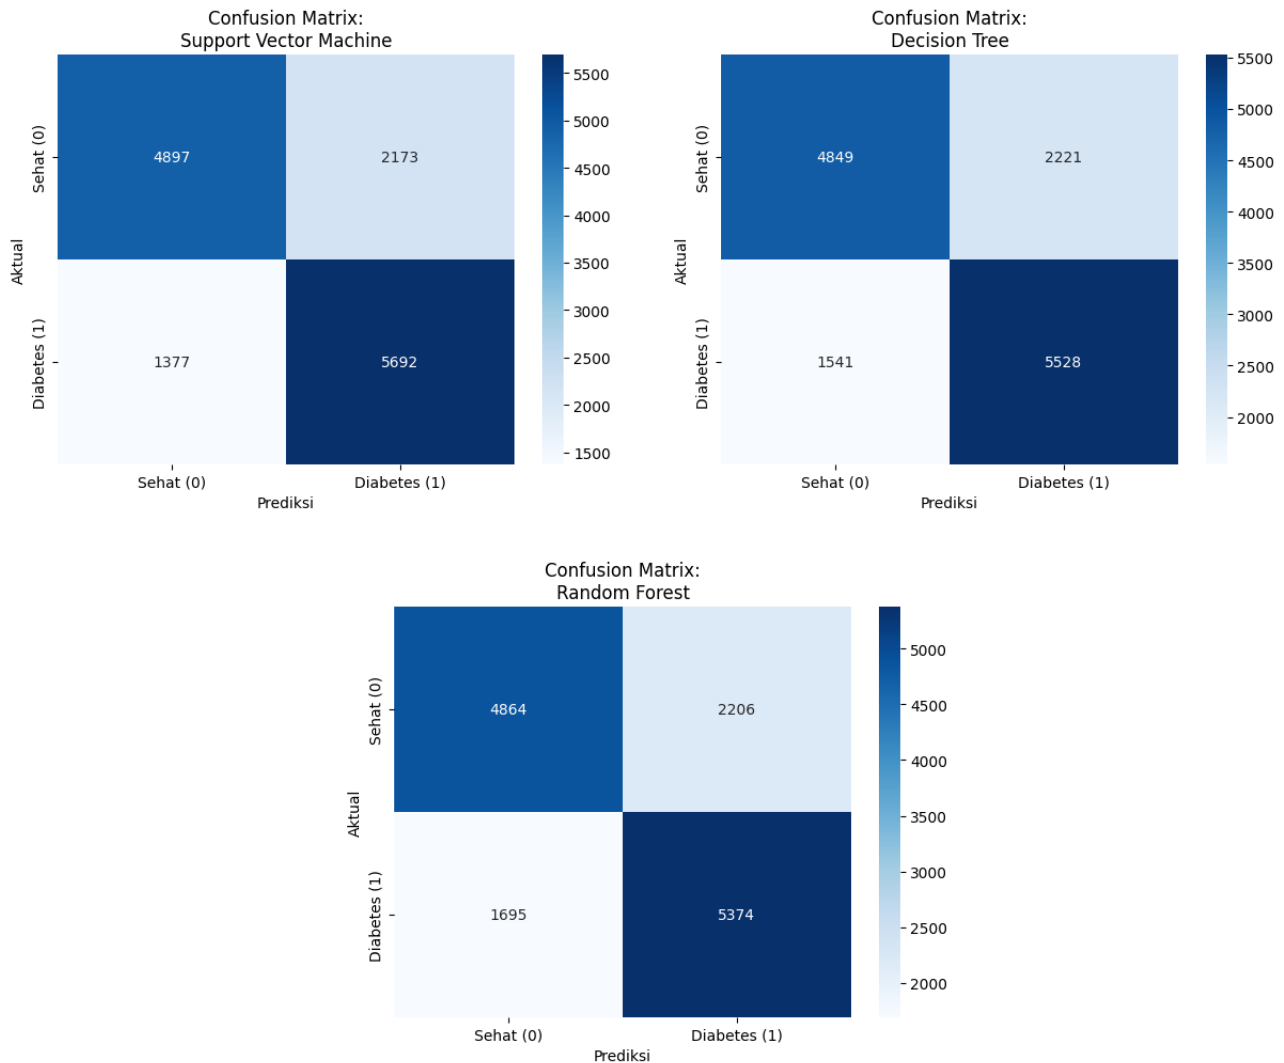 Confusion Matrix:
Support Vector Machine
Sehat (0)
Diabetes (1)
Aktual
4897
2173
1377
5692
Sehat (0)
Diabetes (1)
Prediksi
5500
5000
4500
4000
3500
3000
2500
2000
1500
Confusion Matrix:
Decision Tree
Sehat (0)
Diabetes (1)
Aktual
4849
2221
1541
5528
Sehat (0)
Diabetes (1)
Prediksi
5500
5000
4500
4000
3500
3000
2500
2000
Confusion Matrix:
Random Forest
Sehat (0)
Diabetes (1)
Aktual
4864
2206
1695
5374
Sehat (0)
Diabetes (1)
Prediksi
5000
4500
4000
3500
3000
2500
2000